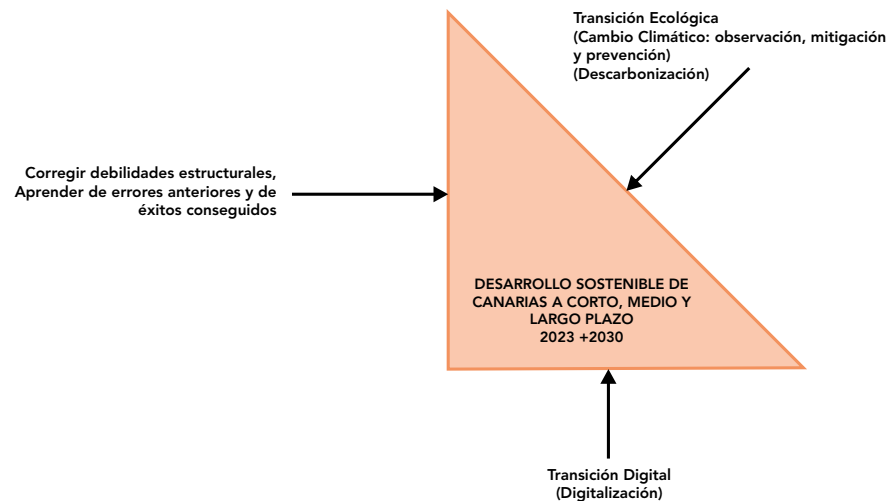 Transición Ecológica
(Cambio Climático: observación, mitigación
y prevención)
(Descarbonización)
Corregir debilidades estructurales,
Aprender de errores anteriores y de
éxitos conseguidos
DESARROLLO SOSTENIBLE DE
CANARIAS A CORTO, MEDIO Y
LARGO PLAZO
2023 +2030
Transición Digital
(Digitalización)